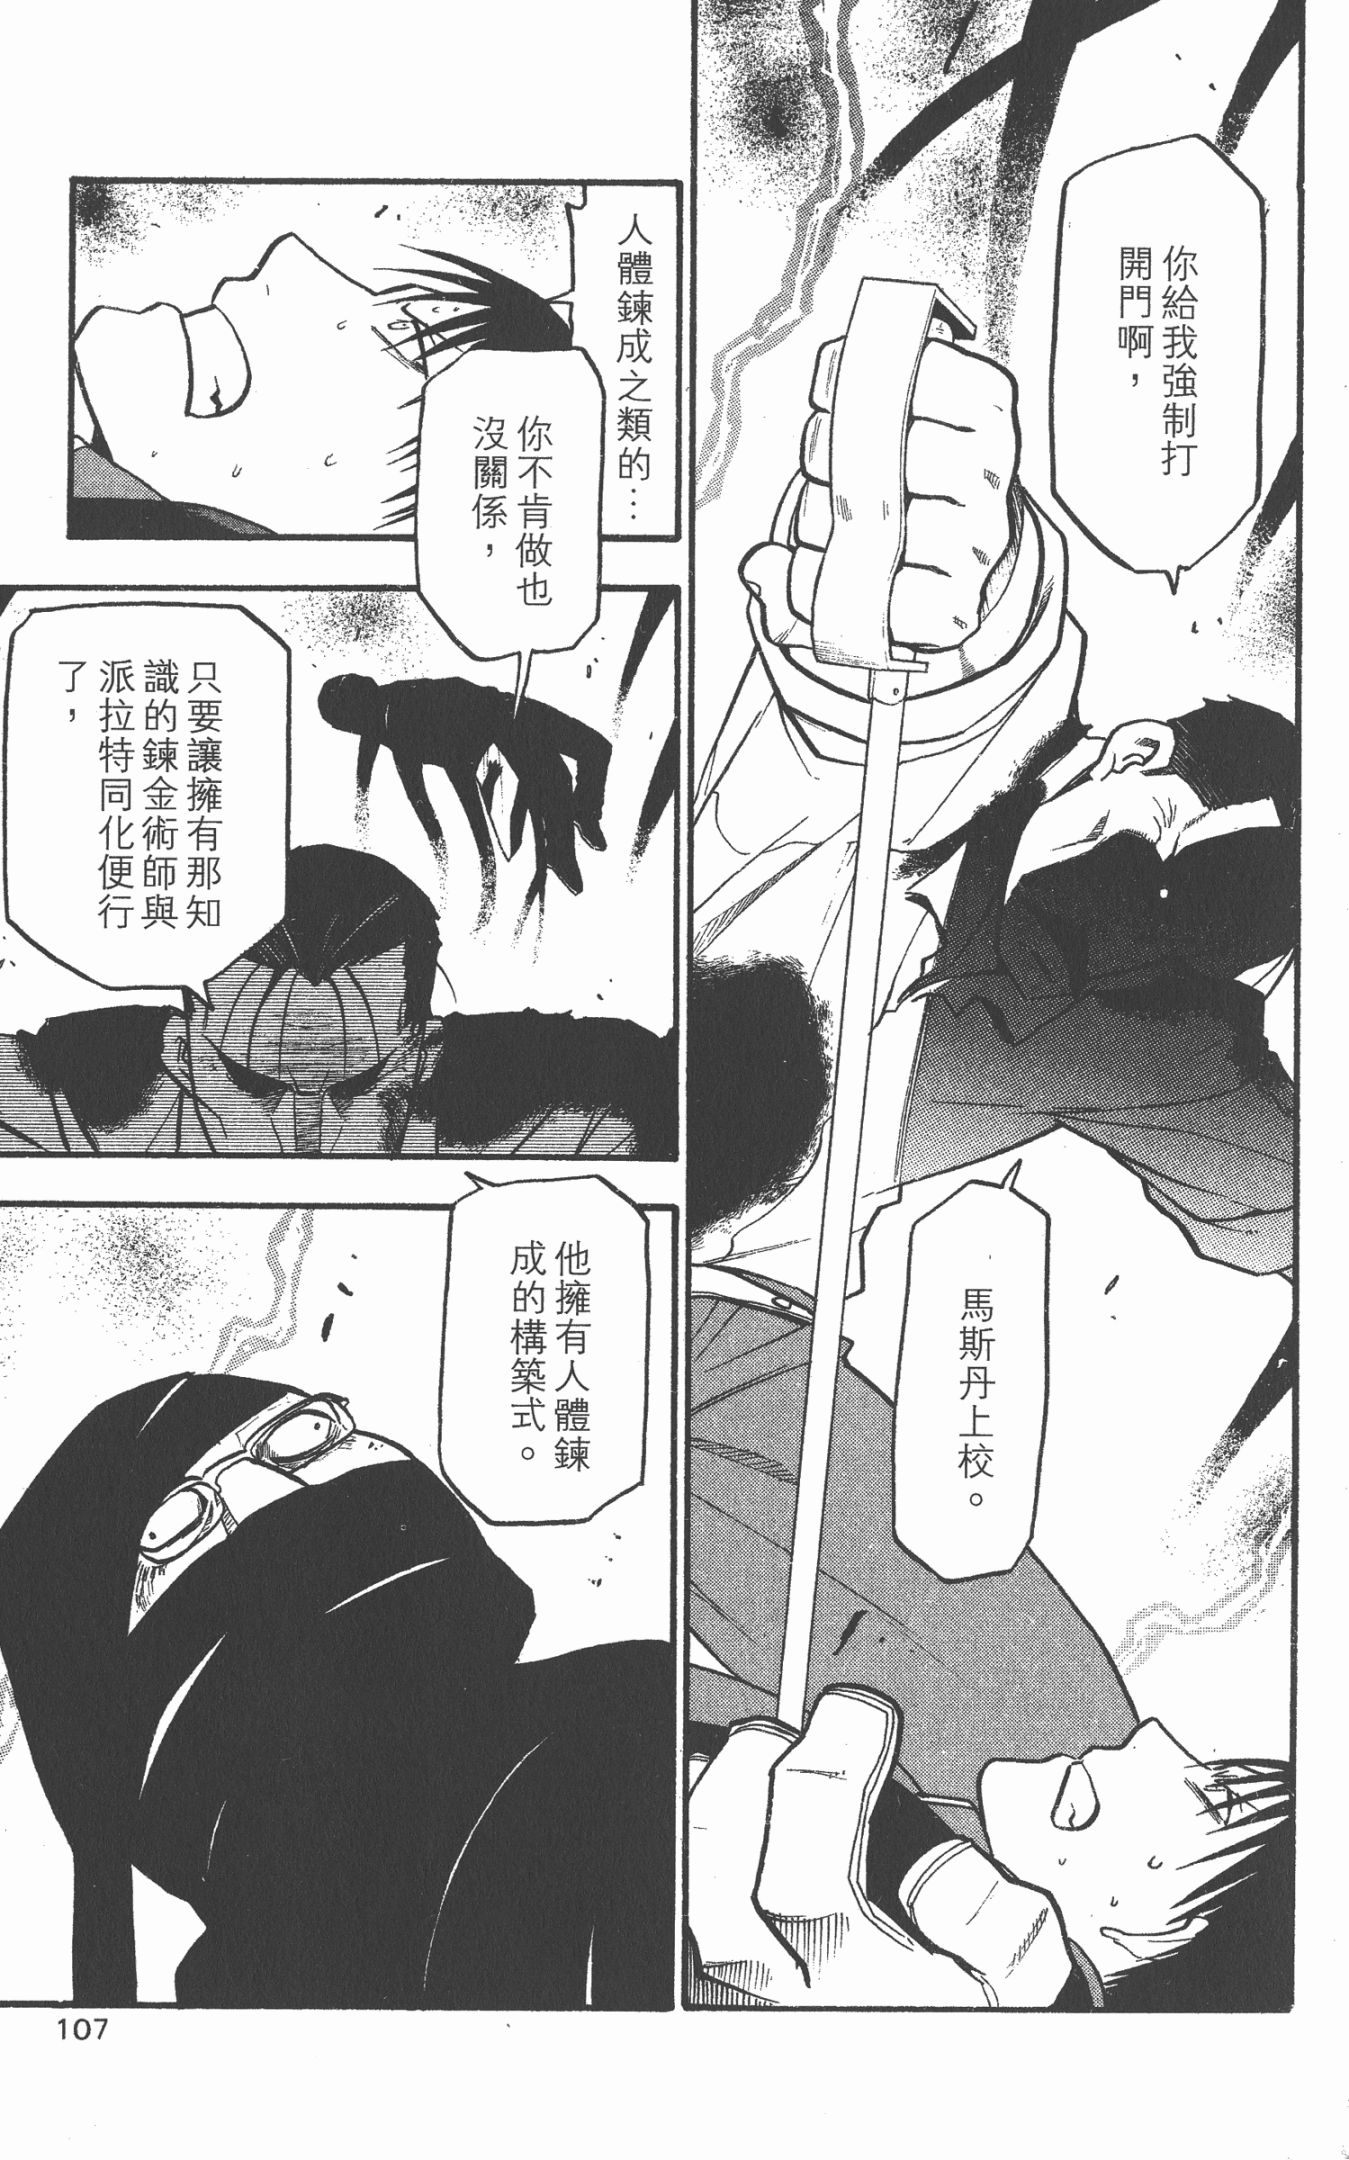 你給我強制打
開門啊，
馬斯丹上校。
人體鍊成之類的…
你不肯做也
沒關係，
只要讓擁有那知
識的鍊金術師與
派拉特同化便行
了，
他擁有人體鍊
成的構築式。
107